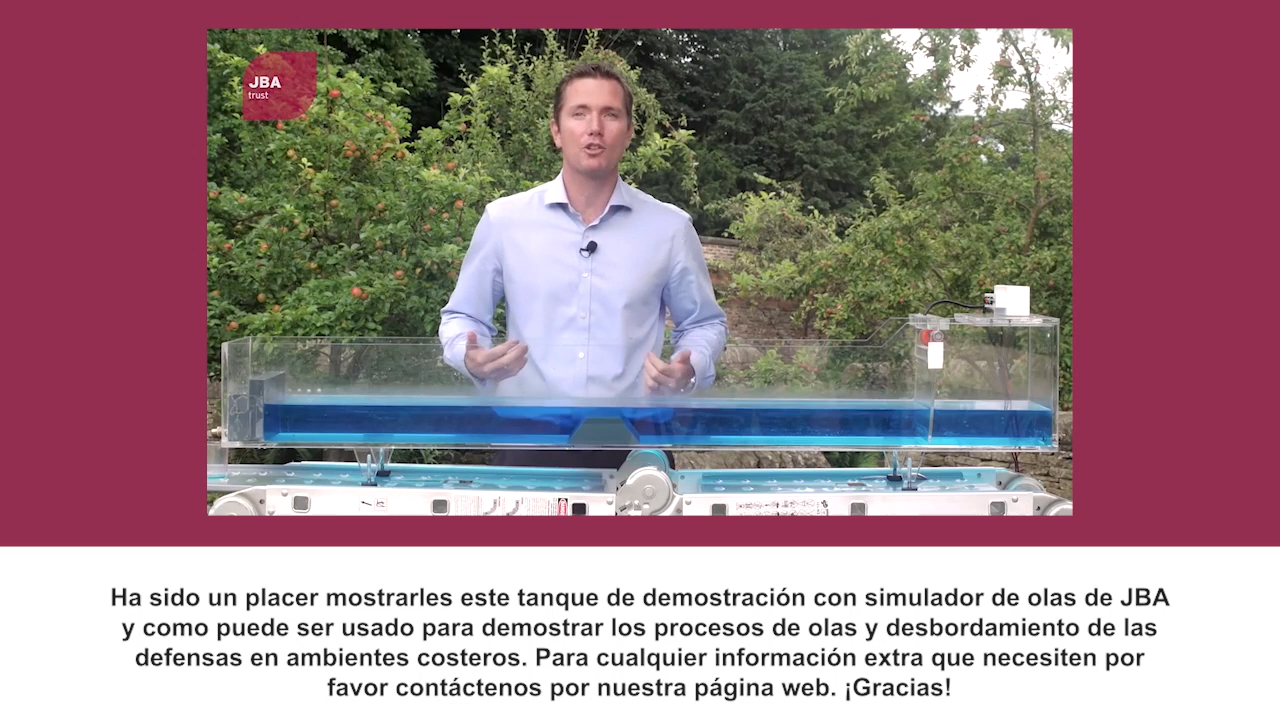 JBA
trust
Ha sido un placer mostrarles este tanque de demostración con simulador de olas de JBA
y como puede ser usado para demostrar los procesos de olas y desbordamiento de las
defensas en ambientes costeros. Para cualquier información extra que necesiten por
favor contáctenos por nuestra página web. ¡Gracias!